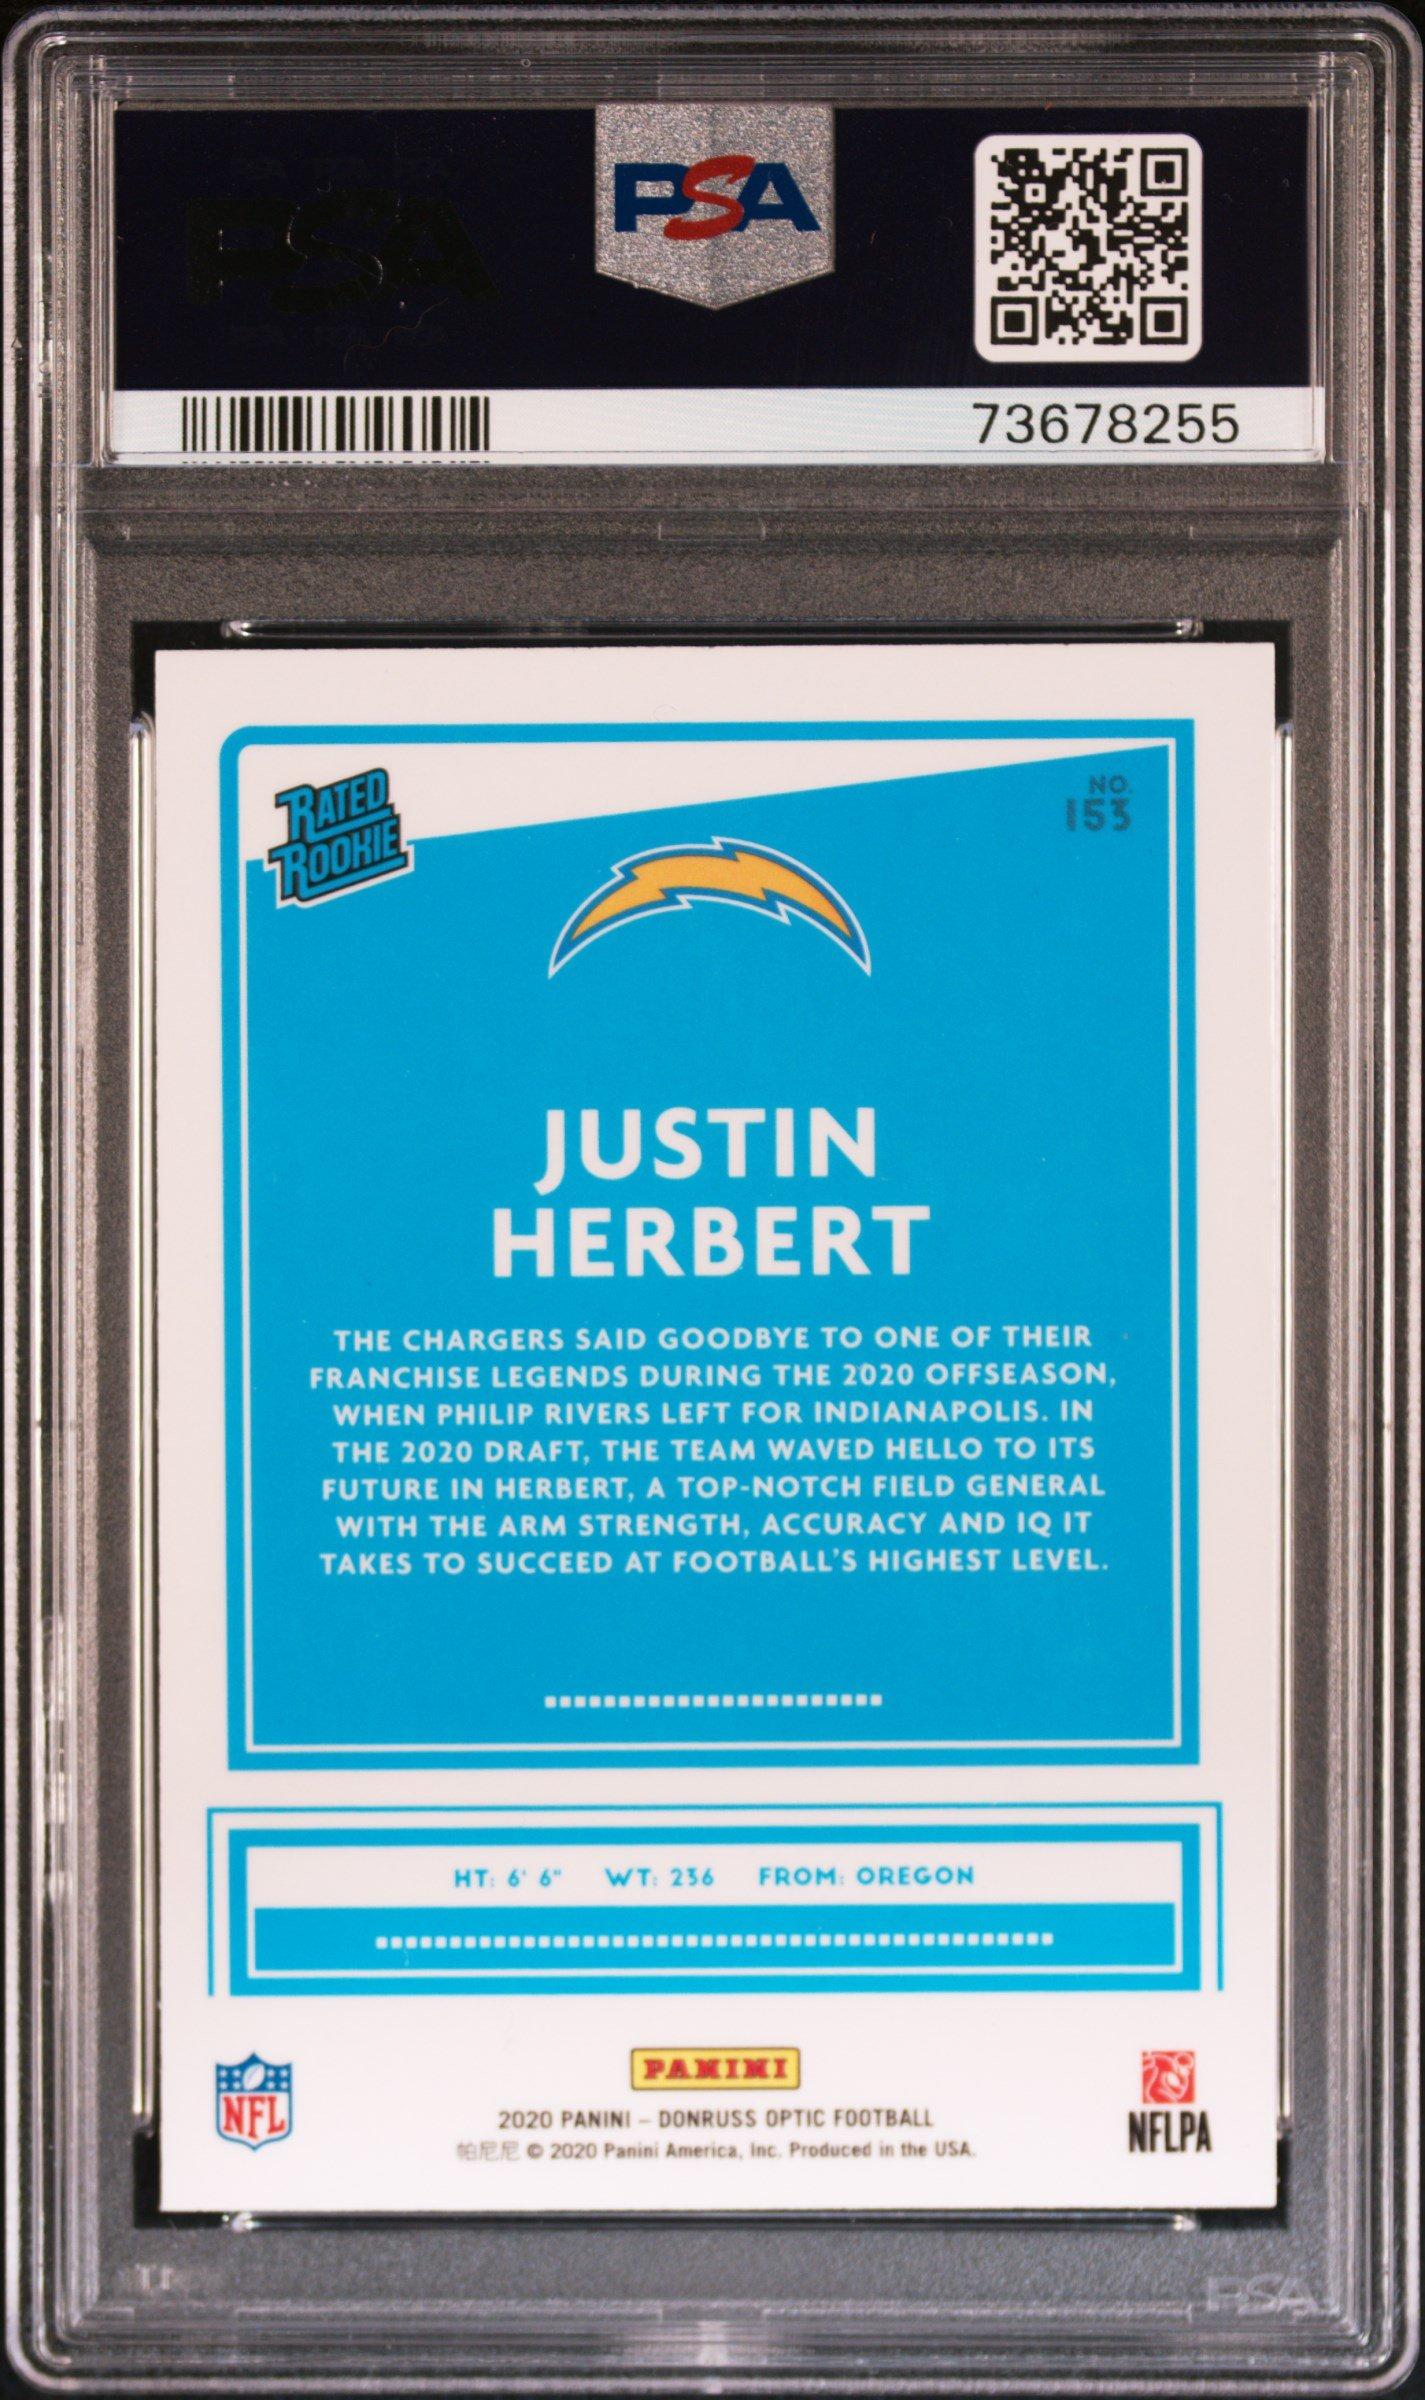 PSA
PSA
73678255
RATED
ROOKIE
NO.
153
JUSTIN
HERBERT
THE CHARGERS SAID GOODBYE TO ONE OF THEIR
FRANCHISE LEGENDS DURING THE 2020 OFFSEASON,
WHEN PHILIP RIVERS LEFT FOR INDIANAPOLIS. IN
THE 2020 DRAFT, THE TEAM WAVED HELLO TO ITS
FUTURE IN HERBERT, A TOP-NOTCH FIELD GENERAL
WITH THE ARM STRENGTH, ACCURACY AND IQ IT
TAKES TO SUCCEED AT FOOTBALL'S HIGHEST LEVEL.
HT: 6' 6" WT: 236 FROM: OREGON
NFL
PANINI
NFLPA
2020 PANINI – DONRUSS OPTIC FOOTBALL
帕尼尼 © 2020 Panini America, Inc. Produced in the USA.
PSA